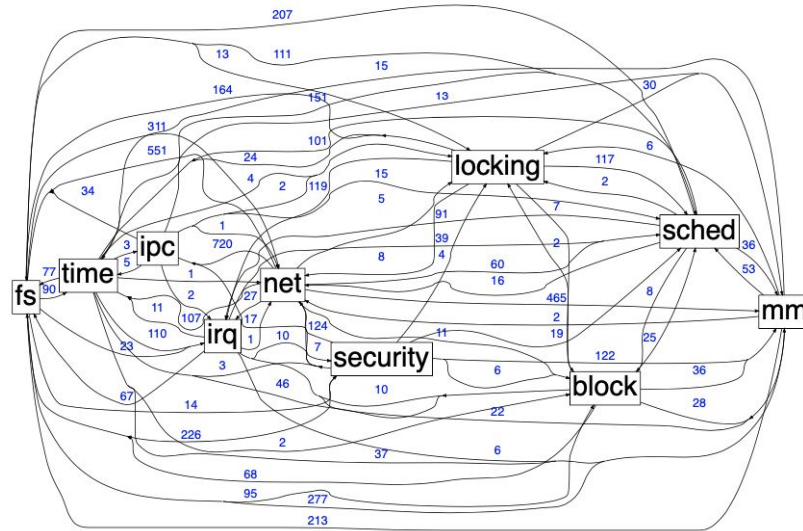 207
13 111
15
164 151 13 30
311 101
551 24 6
locking 117
4 2 119 15
34 5 2
1 91 7 sched
3 ipc 720 39 2 36
5 4
77 time 1 net 8 60 53
90 16
fs 2 27 8 mm
11 107 17 465
110 irq 1 10 124 2
7 11 19 25
23 security 122
3 6
67 46 10 block 36
14 22 28
226 2
37 6
68
95 277
213